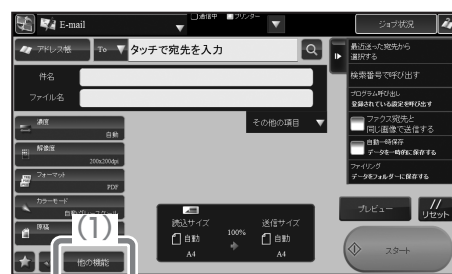 E-mail
通信中
プリンター
ジョブ状況
アドレス帳
To
タッチで宛先を入力
最近送った宛先から
選択する
件名
検索番号で呼び出す
ファイル名
プログラム呼び出し
登録されている設定を呼び出す
その他の項目
ファクス宛先と
同じ画像で送信する
濃度
自動
自動一時保存
データを一時的に保存する
解像度
200x200dpi
ファイリング
データをフォルダーに保存する
フォーマット
PDF
カラーモード
プレビュー
リセット
原稿
(1)
読込サイズ
100%
送信サイズ
自動
自動
A4
A4
スタート
他の機能